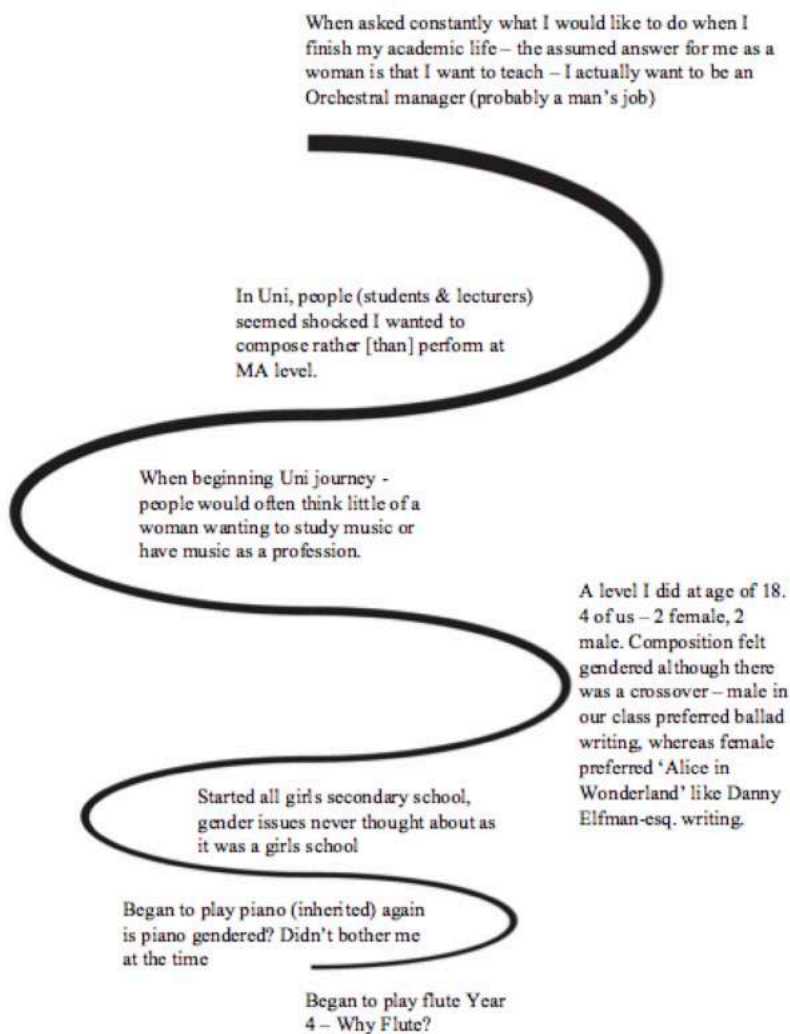 When asked constantly what I would like to do when I
finish my academic life – the assumed answer for me as a
woman is that I want to teach – I actually want to be an
Orchestral manager (probably a man's job)
In Uni, people (students & lecturers)
seemed shocked I wanted to
compose rather [than] perform at
MA level.
When beginning Uni journey -
people would often think little of a
woman wanting to study music or
have music as a profession.
A level I did at age of 18.
4 of us – 2 female, 2
male. Composition felt
gendered although there
was a crossover – male in
our class preferred ballad
writing, whereas female
preferred 'Alice in
Wonderland' like Danny
Elfman-esq. writing.
Started all girls secondary school,
gender issues never thought about as
it was a girls school
Began to play piano (inherited) again
is piano gendered? Didn't bother me
at the time
Began to play flute Year
4 – Why Flute?